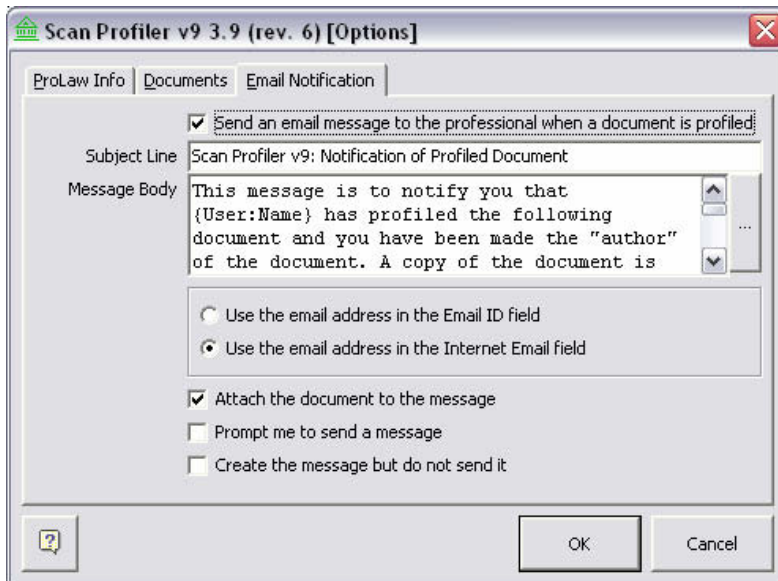 Scan Profiler v9 3.9 (rev. 6) [Options]
ProLaw Info Documents Email Notification
Send an email message to the professional when a document is profiled
Subject Line Scan Profiler v9: Notification of Profiled Document
Message Body This message is to notify you that
{User:Name} has profiled the following
document and you have been made the "author"
of the document. A copy of the document is
...
Use the email address in the Email ID field
Use the email address in the Internet Email field
Attach the document to the message
Prompt me to send a message
Create the message but do not send it
? OK Cancel